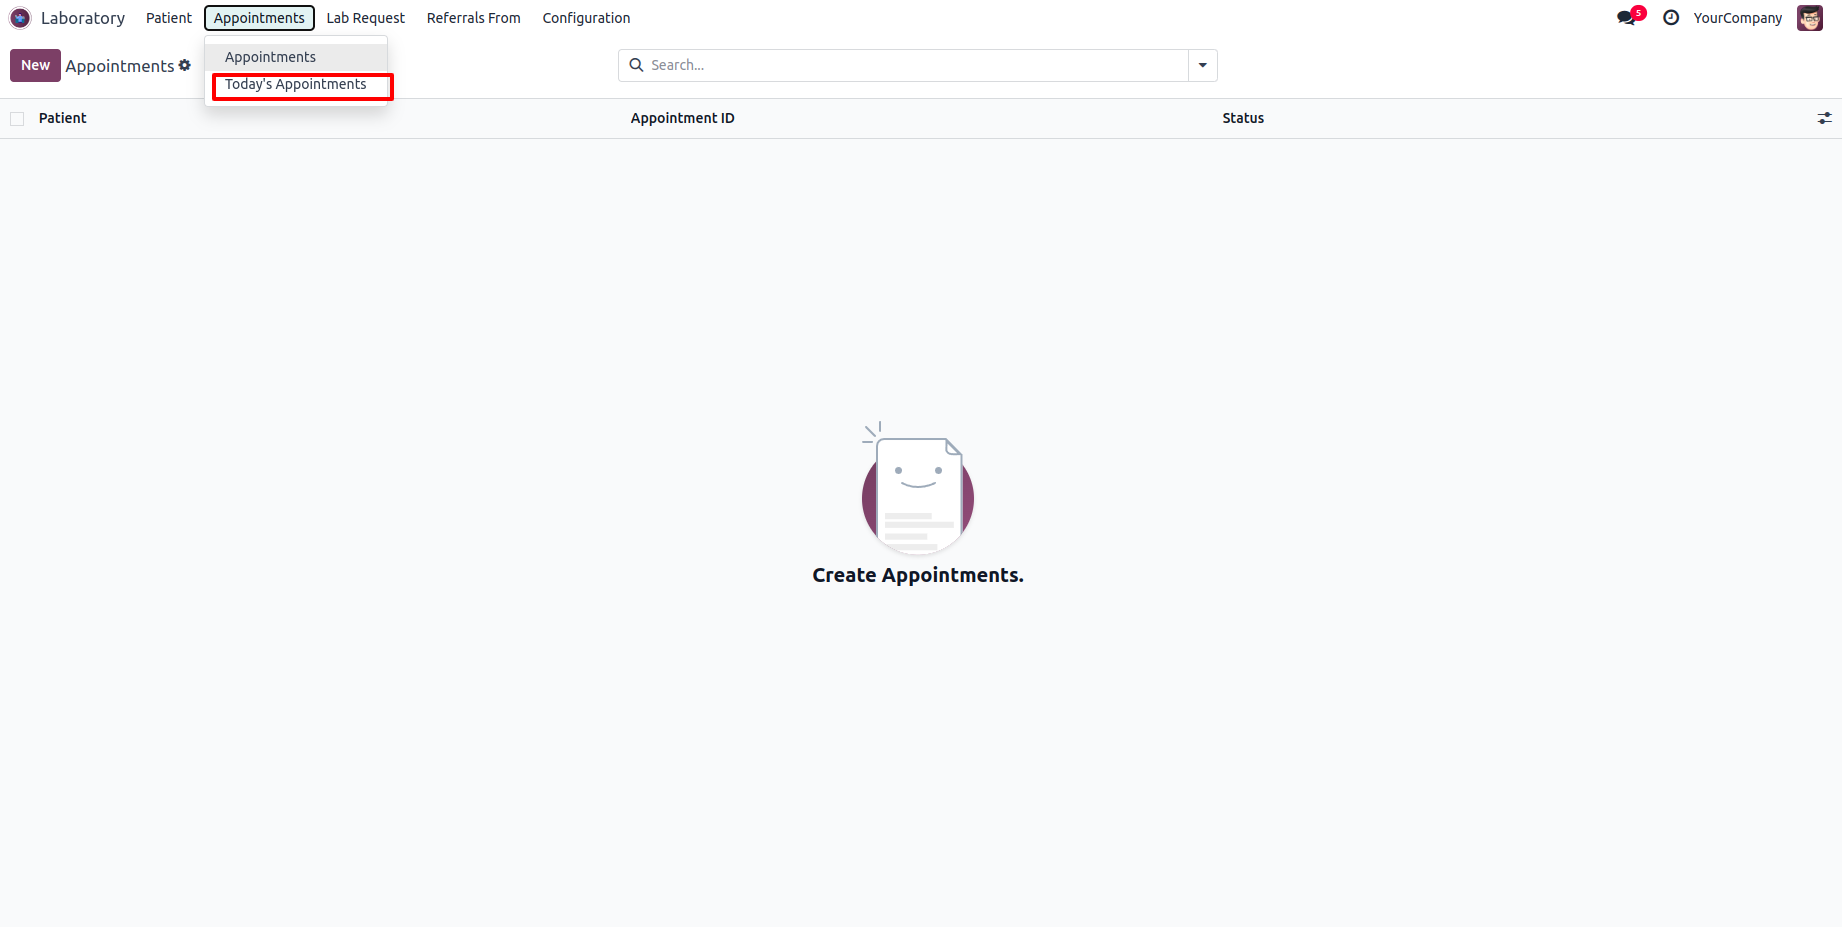 Laboratory Patient Appointments Lab Request Referrals From Configuration 5 YourCompany
Appointments
Today's Appointments
New Appointments Search...
Patient Appointment ID Status
Create Appointments.